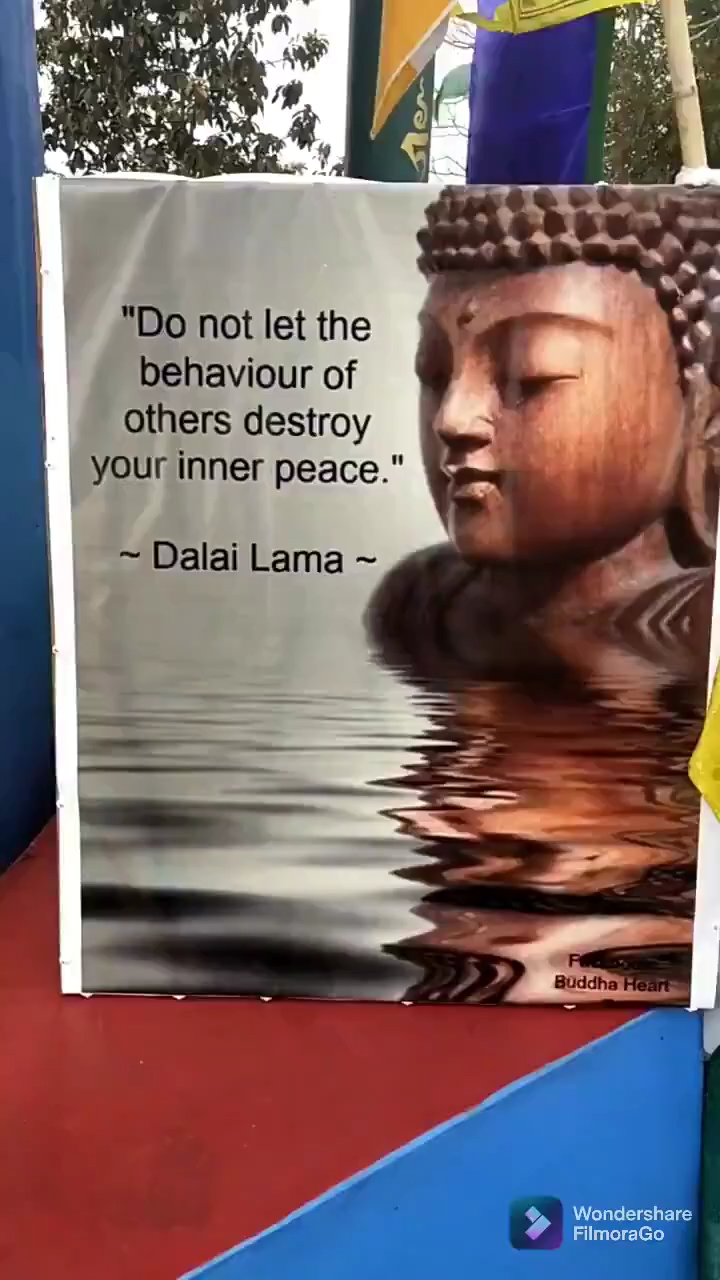 "Do not let the
behaviour of
others destroy
your inner peace."
~ Dalai Lama ~
Buddha Heart
Wondershare
FilmoraGo